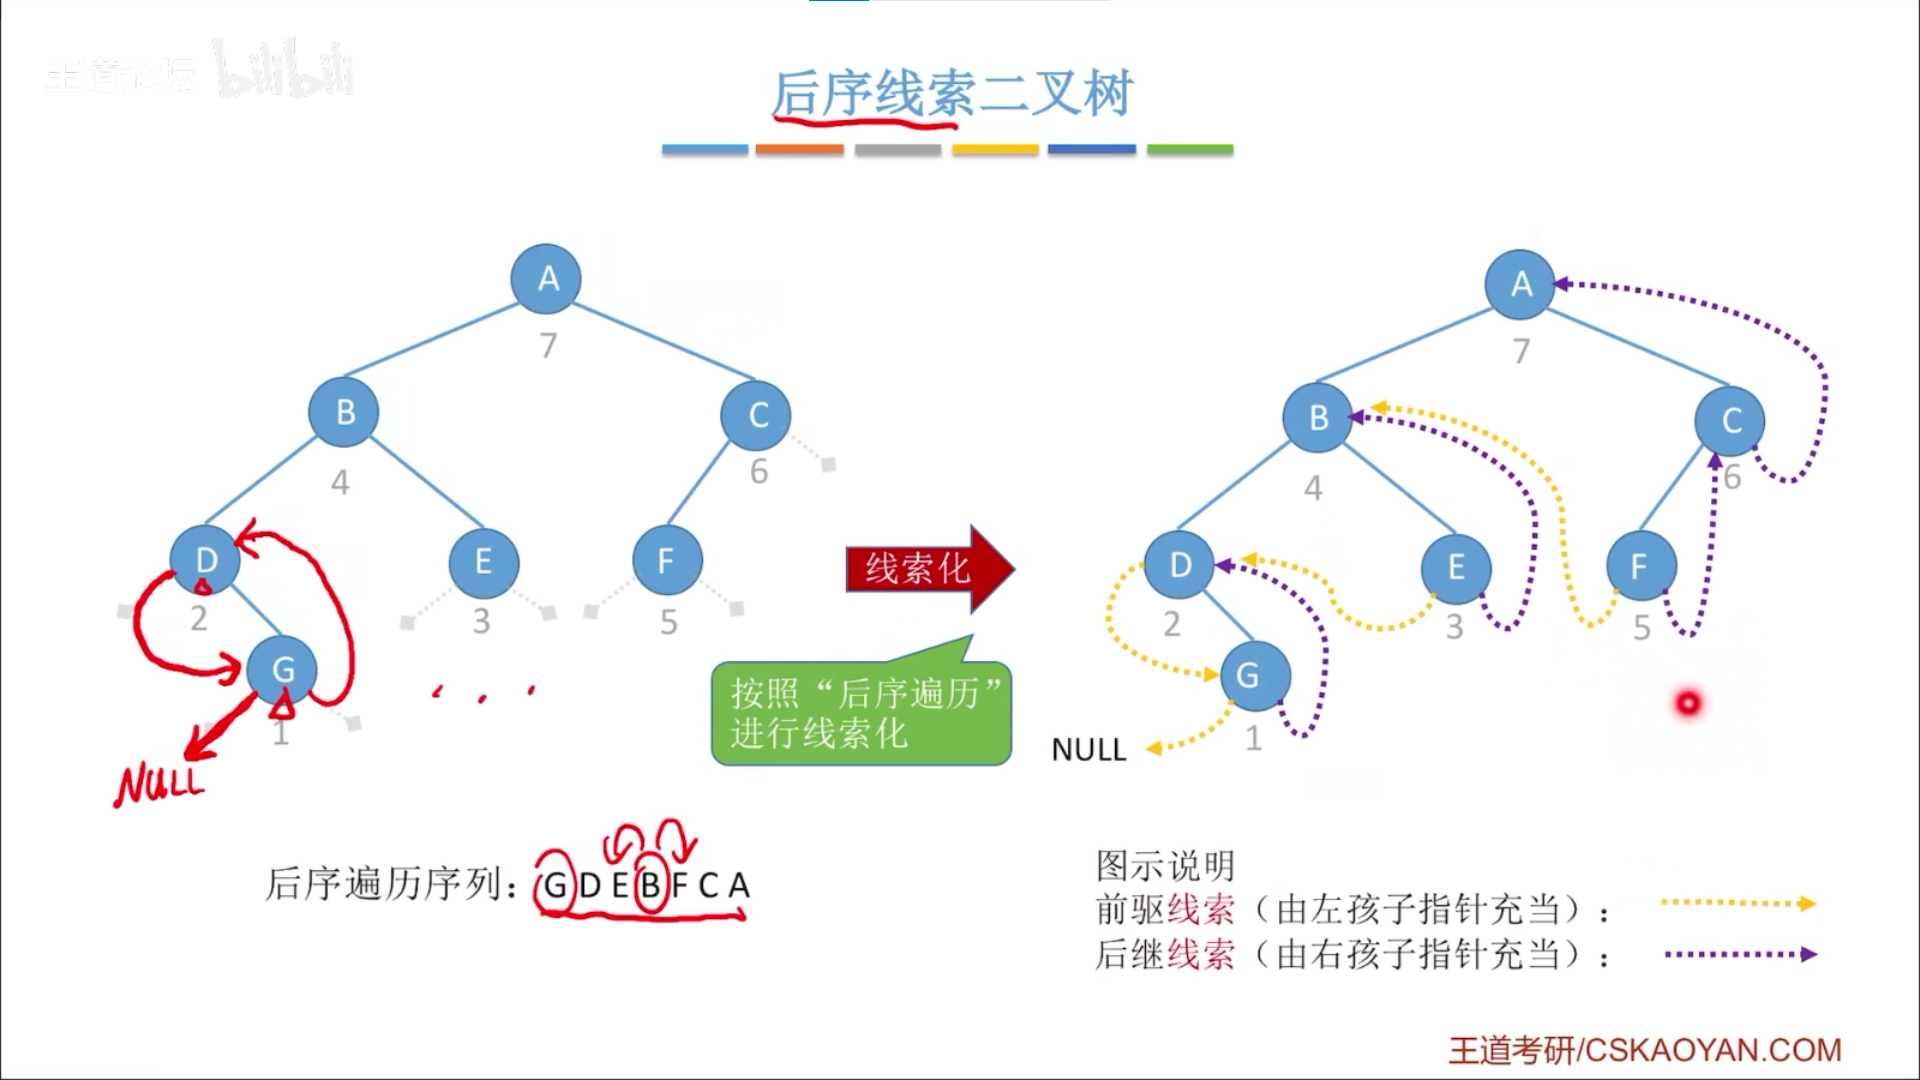 王道论坛 bilibili
后序线索二叉树
A
7
B
4
C
6
D
2
E
3
F
5
G
1
NULL
线索化
按照“后序遍历”
进行线索化
A
7
B
4
C
6
D
2
E
3
F
5
G
1
NULL
后序遍历序列：G D E B F C A
图示说明
前驱线索（由左孩子指针充当）：
后继线索（由右孩子指针充当）：
王道考研/CSKAOYAN.COM